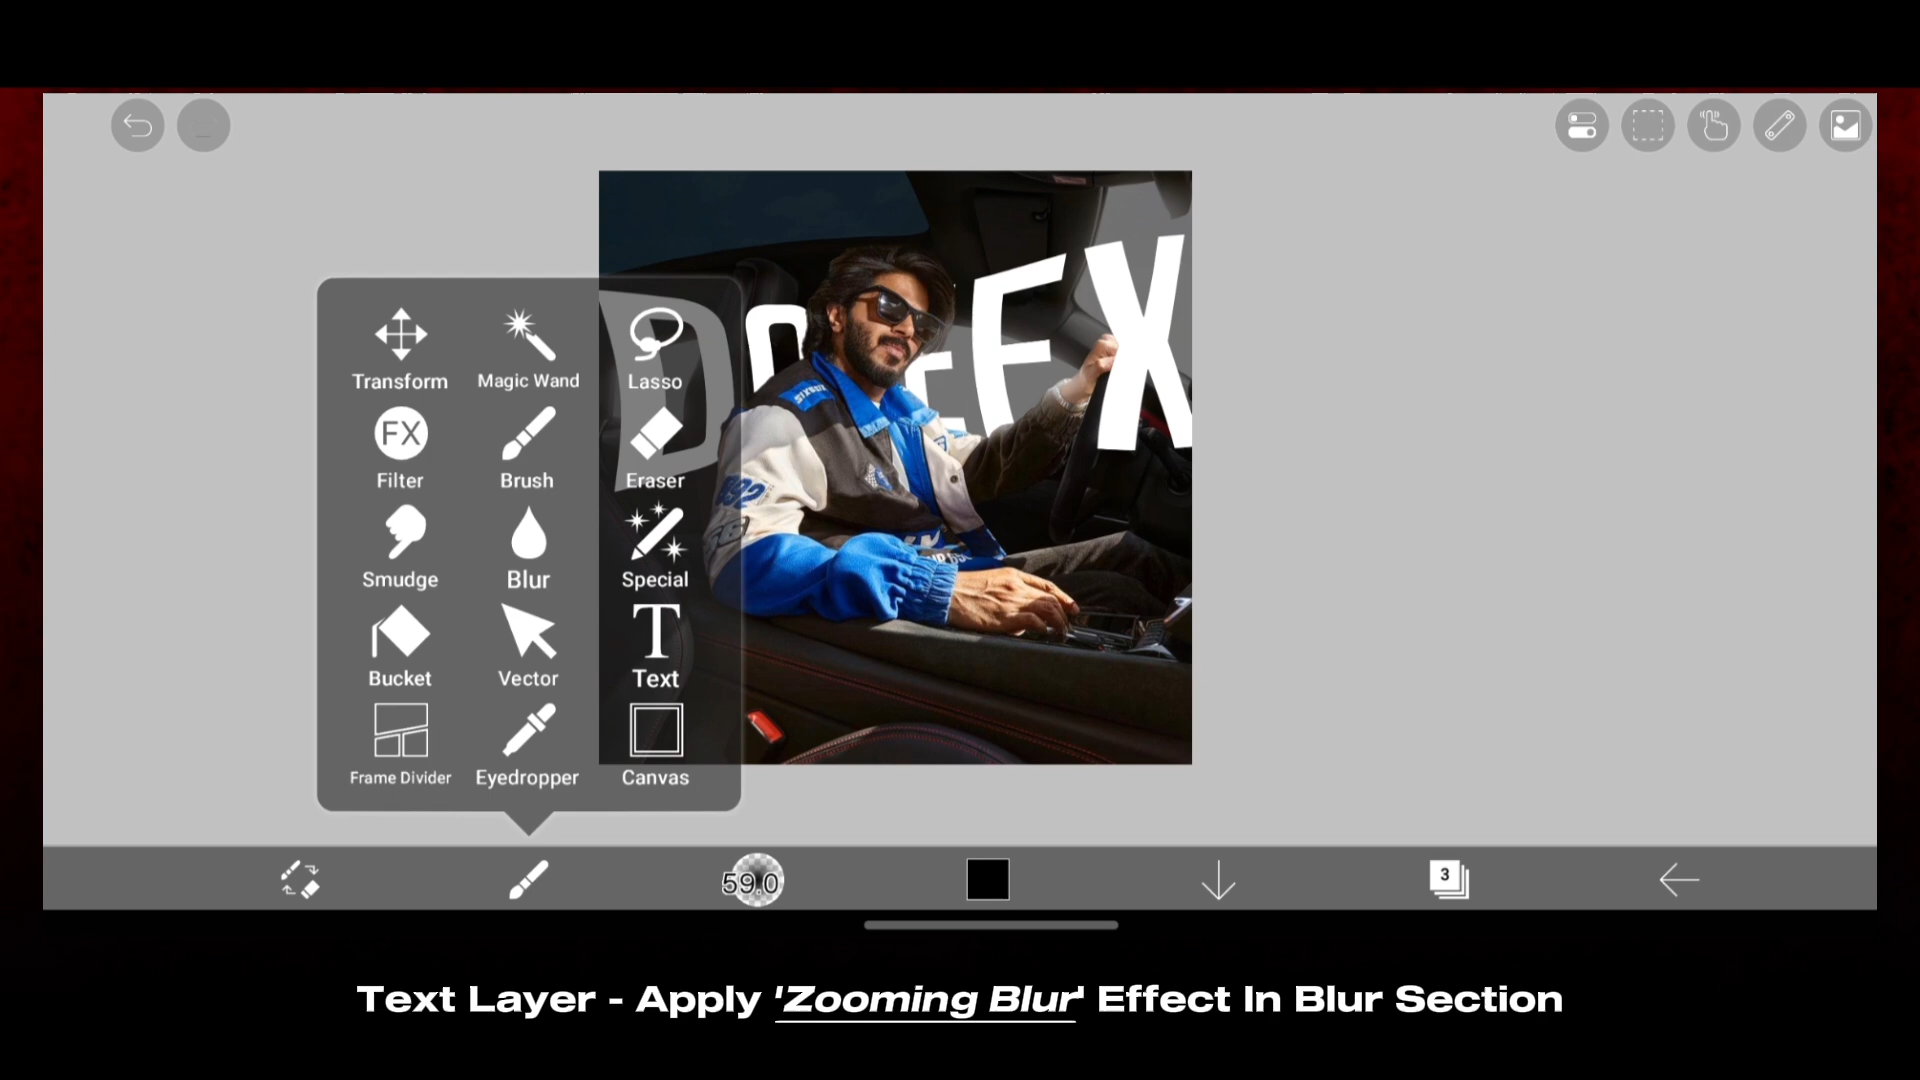 Transform Magic Wand Lasso
FX
Filter Brush Eraser
Smudge Blur Special
T
Bucket Vector Text
Frame Divider Eyedropper Canvas
59.0
3
Text Layer - Apply 'Zooming Blur' Effect In Blur Section